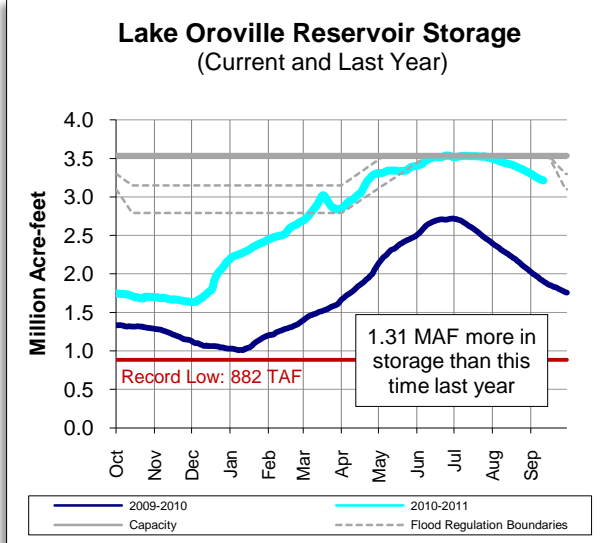 Lake Oroville Reservoir Storage
(Current and Last Year)
Million Acre-feet
4.0
3.5
3.0
2.5
2.0
1.5
1.0
0.5
0.0
1.31 MAF more in
storage than this
time last year
Record Low: 882 TAF
Oct Nov Dec Jan Feb Mar Apr May Jun Jul Aug Sep
2009-2010 2010-2011
Capacity Flood Regulation Boundaries